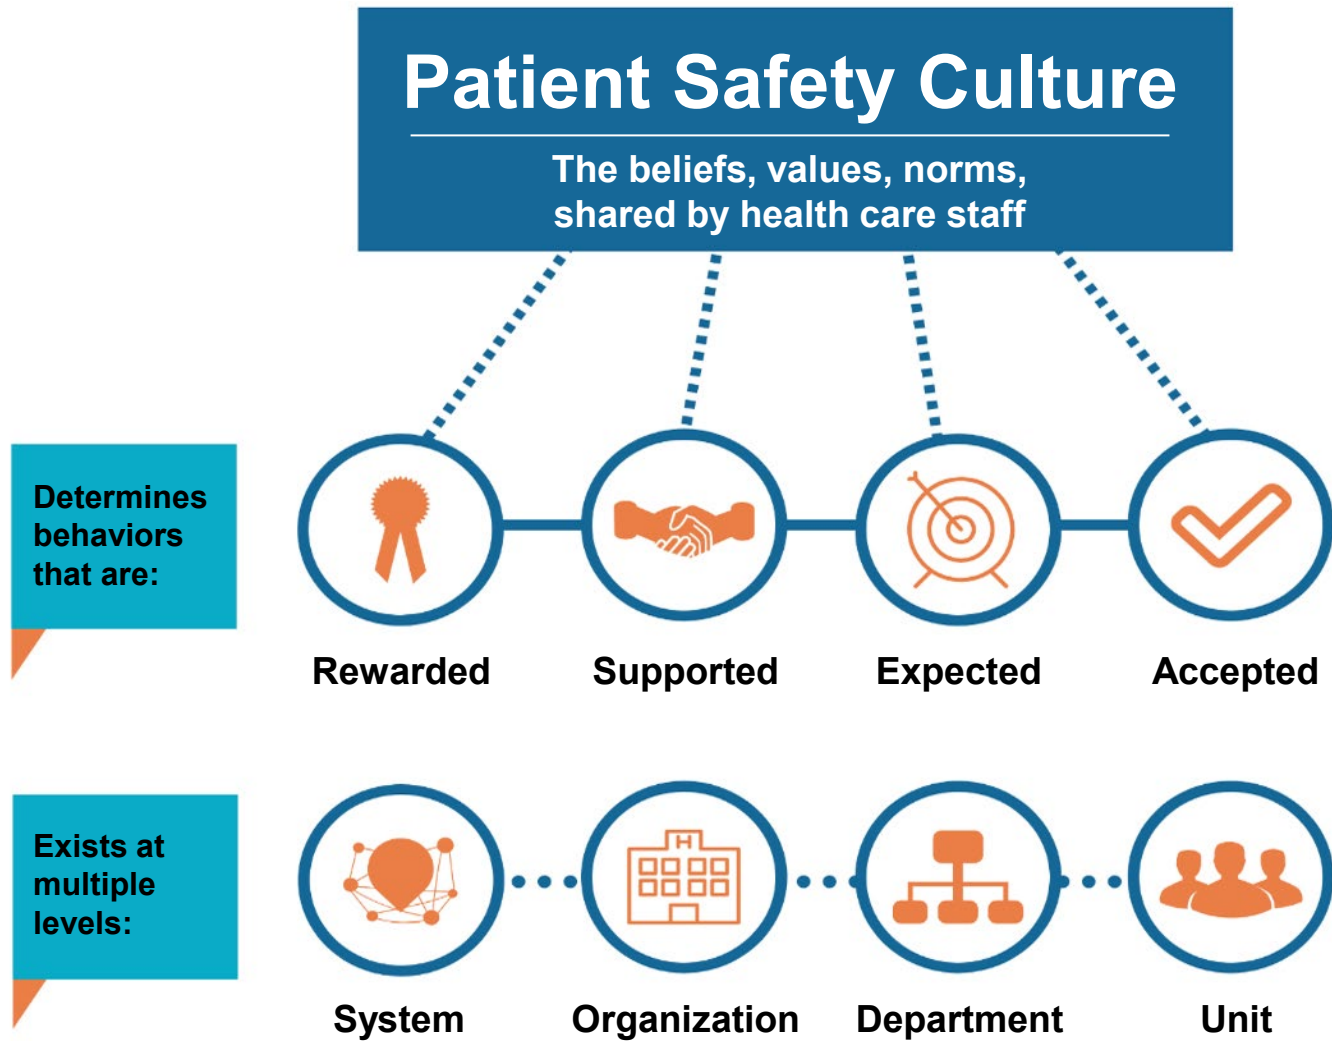 Patient Safety Culture
The beliefs, values, norms,
shared by health care staff
Determines
behaviors
that are:
Rewarded
Supported
Expected
Accepted
Exists at
multiple
levels:
H
System
Organization
Department
Unit